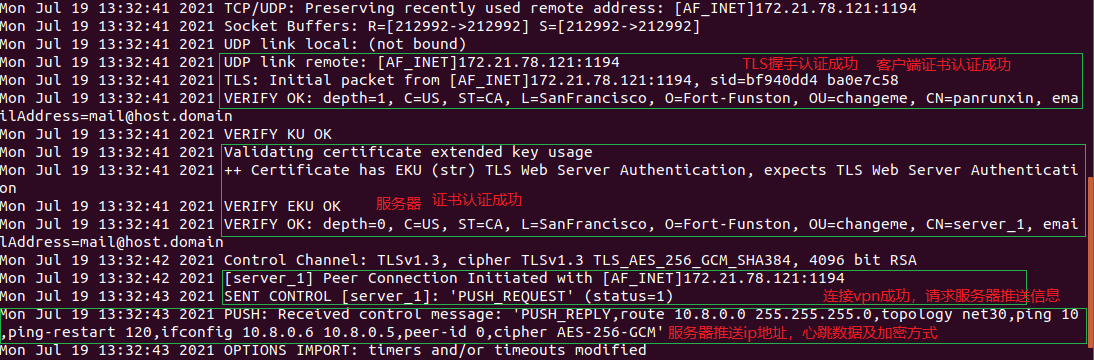 Mon Jul 19 13:32:41 2021 TCP/UDP: Preserving recently used remote address: [AF_INET]172.21.78.121:1194
Mon Jul 19 13:32:41 2021 Socket Buffers: R=[212992->212992] S=[212992->212992]
Mon Jul 19 13:32:41 2021 UDP link local: (not bound)
Mon Jul 19 13:32:41 2021 UDP link remote: [AF_INET]172.21.78.121:1194 TLS握手认证成功 客户端证书认证成功
Mon Jul 19 13:32:41 2021 TLS: Initial packet from [AF_INET]172.21.78.121:1194, sid=bf940dd4 ba0e7c58
Mon Jul 19 13:32:41 2021 VERIFY OK: depth=1, C=US, ST=CA, L=SanFrancisco, O=Fort-Funston, OU=changeme, CN=panrunxin, ema
ilAddress=mail@host.domain
Mon Jul 19 13:32:41 2021 VERIFY KU OK
Mon Jul 19 13:32:41 2021 Validating certificate extended key usage
Mon Jul 19 13:32:41 2021 ++ Certificate has EKU (str) TLS Web Server Authentication, expects TLS Web Server Authenticati
on
Mon Jul 19 13:32:41 2021 VERIFY EKU OK 服务器 证书认证成功
Mon Jul 19 13:32:41 2021 VERIFY OK: depth=0, C=US, ST=CA, L=SanFrancisco, O=Fort-Funston, OU=changeme, CN=server_1, emai
lAddress=mail@host.domain
Mon Jul 19 13:32:42 2021 Control Channel: TLSv1.3, cipher TLSv1.3 TLS_AES_256_GCM_SHA384, 4096 bit RSA
Mon Jul 19 13:32:42 2021 [server_1] Peer Connection Initiated with [AF_INET]172.21.78.121:1194
Mon Jul 19 13:32:43 2021 SENT CONTROL [server_1]: 'PUSH_REQUEST' (status=1) 连接vpn成功，请求服务器推送信息
Mon Jul 19 13:32:43 2021 PUSH: Received control message: 'PUSH_REPLY,route 10.8.0.0 255.255.255.0,topology net30,ping 10
,ping-restart 120,ifconfig 10.8.0.6 10.8.0.5,peer-id 0,cipher AES-256-GCM' 服务器推送ip地址，心跳数据及加密方式
Mon Jul 19 13:32:43 2021 OPTIONS IMPORT: timers and/or timeouts modified